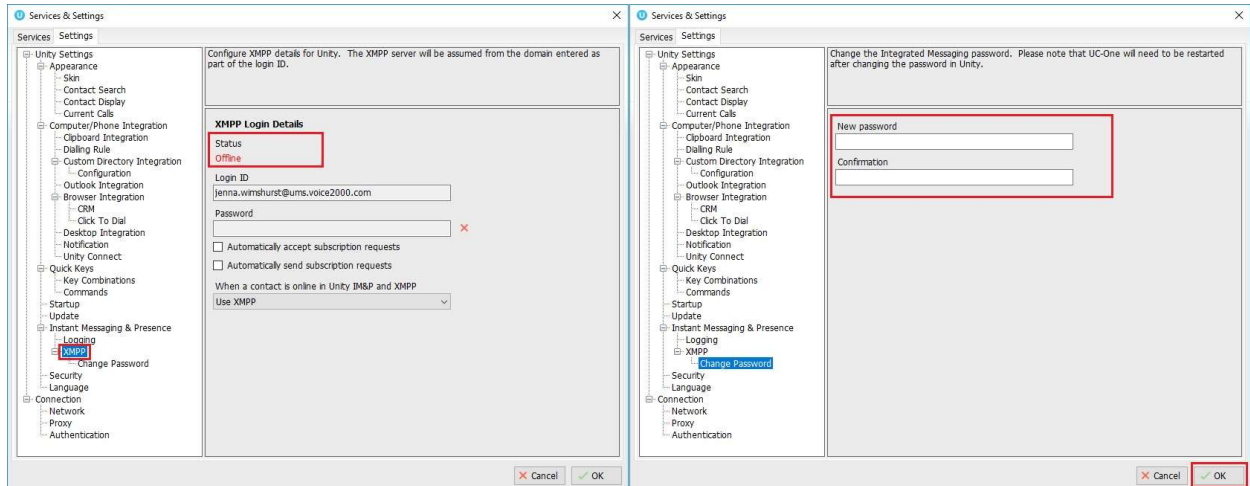 Services & Settings
Services Settings
Unity Settings
Appearance
Skin
Contact Search
Contact Display
Current Calls
Computer/Phone Integration
Clipboard Integration
Dialling Rule
Custom Directory Integration
Configuration
Outlook Integration
Browser Integration
CRM
Click To Dial
Desktop Integration
Notification
Unity Connect
Quick Keys
Key Combinations
Commands
Startup
Update
Instant Messaging & Presence
Logging
XMPP
Change Password
Security
Language
Connection
Network
Proxy
Authentication
Configure XMPP details for Unity. The XMPP server will be assumed from the domain entered as
part of the login ID.
XMPP Login Details
Status
Offline
Login ID
jenna.wimshurst@ums.voice2000.com
Password
Automatically accept subscription requests
Automatically send subscription requests
When a contact is online in Unity IM&P and XMPP
Use XMPP
Cancel OK
Services & Settings
Services Settings
Unity Settings
Appearance
Skin
Contact Search
Contact Display
Current Calls
Computer/Phone Integration
Clipboard Integration
Dialling Rule
Custom Directory Integration
Configuration
Outlook Integration
Browser Integration
CRM
Click To Dial
Desktop Integration
Notification
Unity Connect
Quick Keys
Key Combinations
Commands
Startup
Update
Instant Messaging & Presence
Logging
XMPP
Change Password
Security
Language
Connection
Network
Proxy
Authentication
Change the Integrated Messaging password. Please note that UC-One will need to be restarted
after changing the password in Unity.
New password
Confirmation
Cancel OK